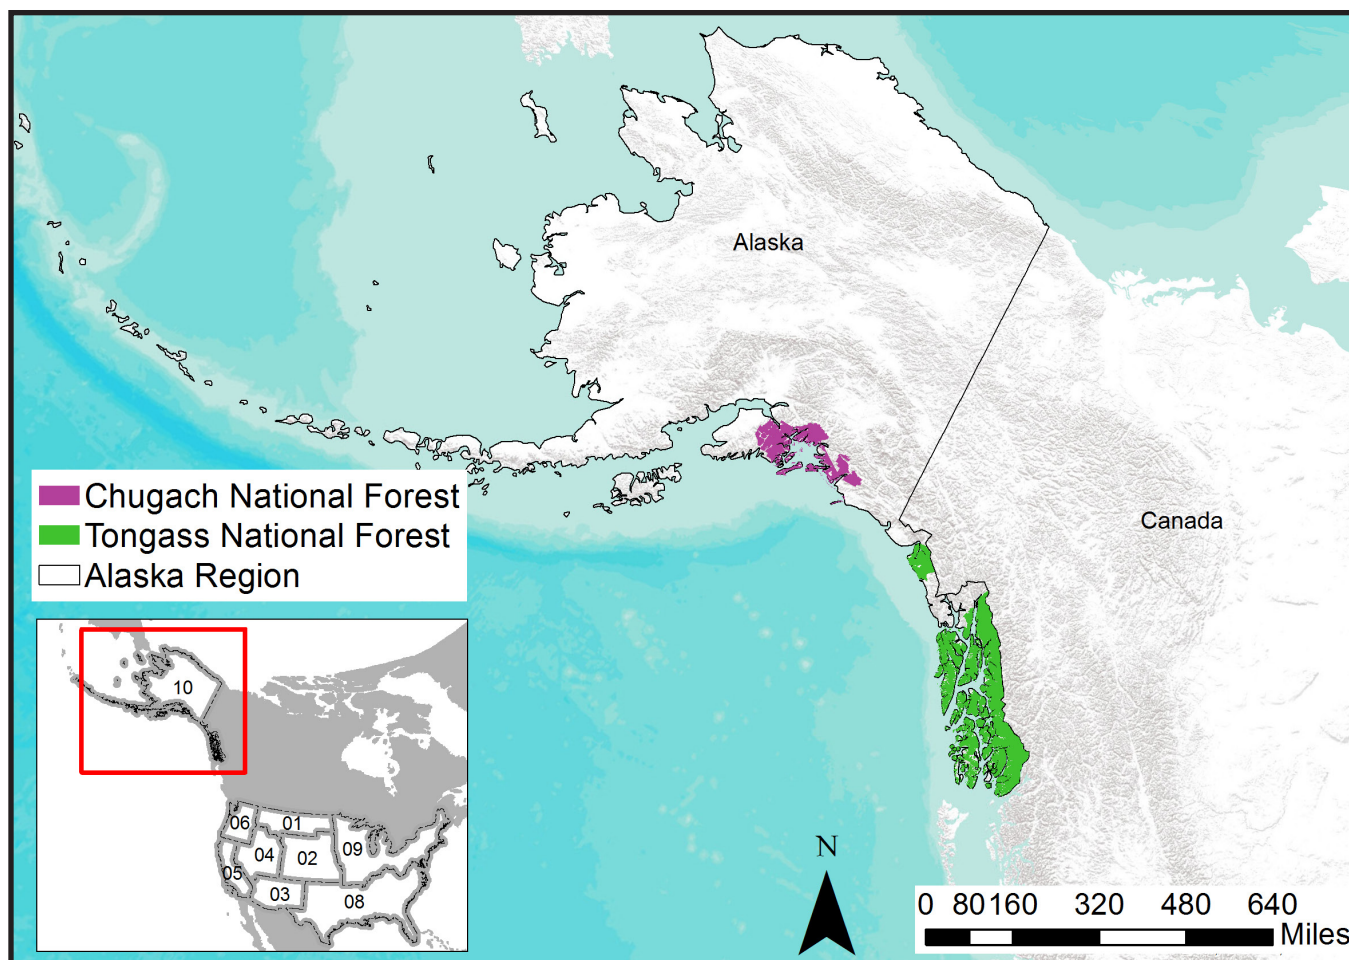 Alaska
Canada
Chugach National Forest
Tongass National Forest
Alaska Region
10
06
01
09
04
02
05
03
08
N
0 80 160 320 480 640
Miles